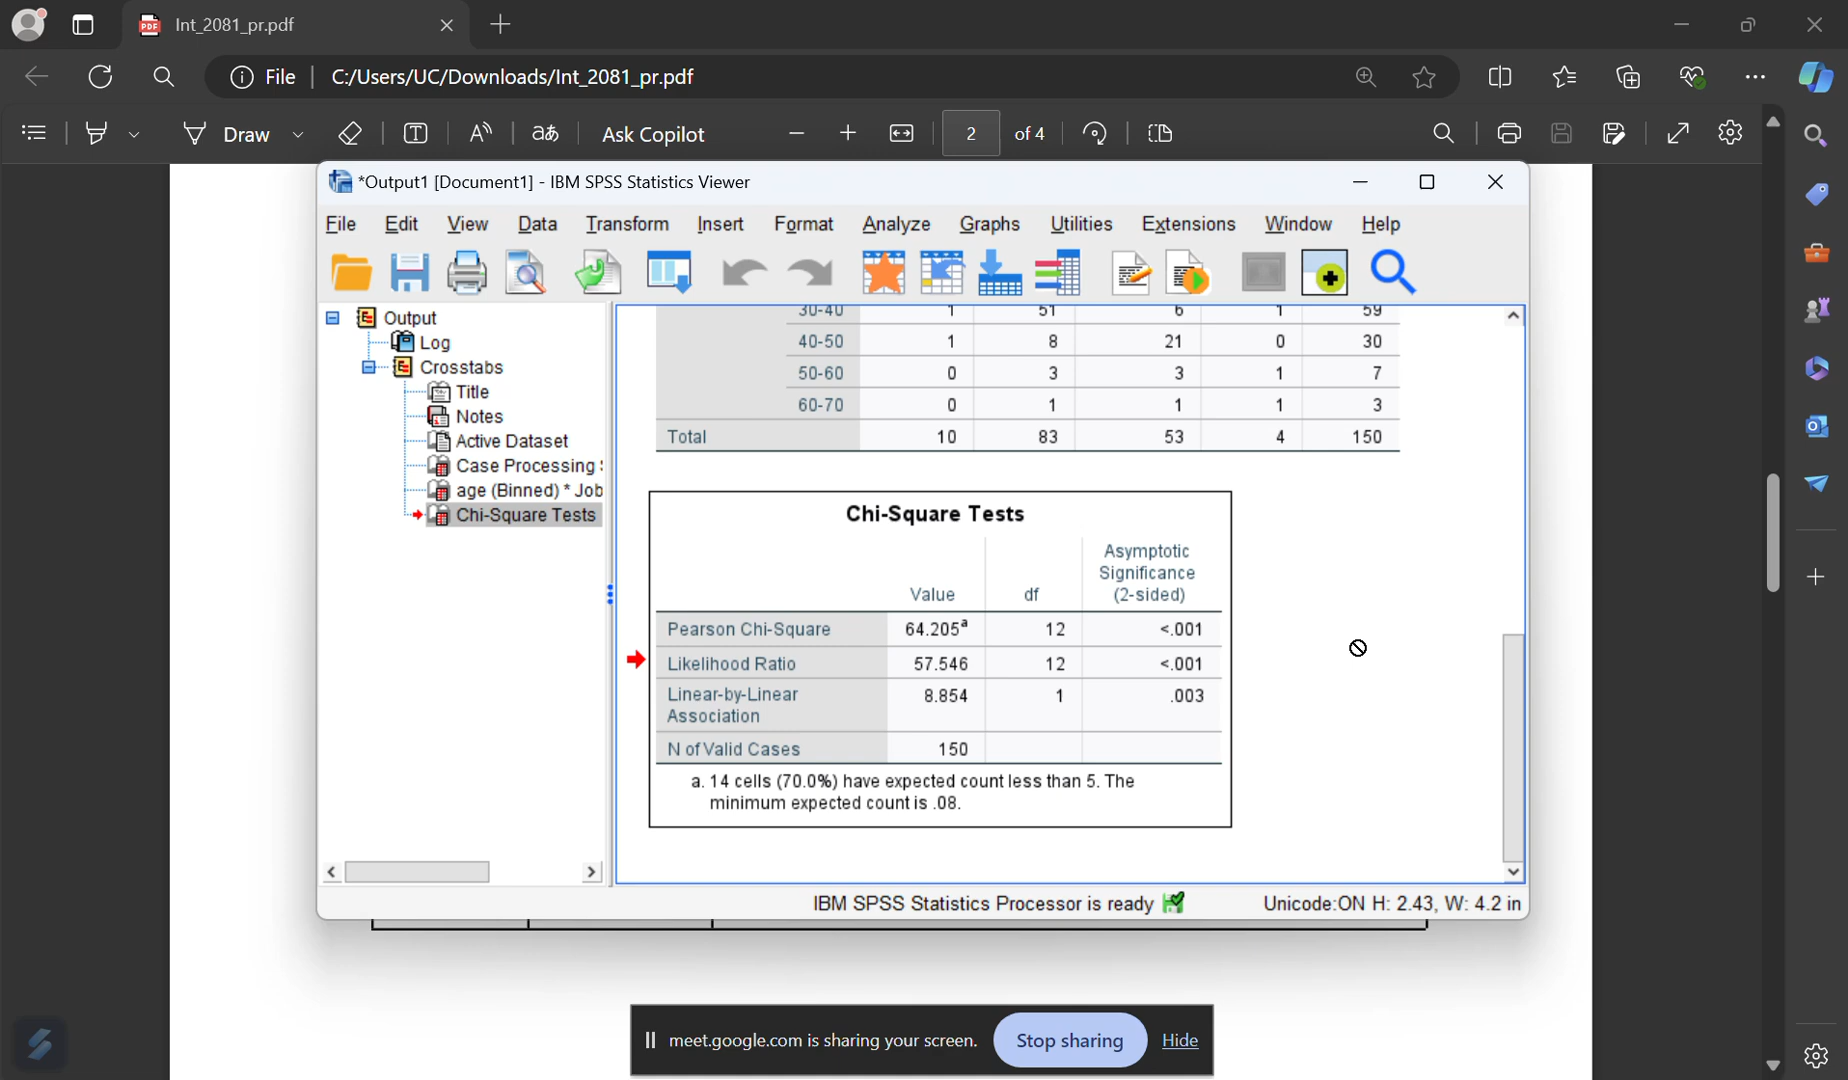 Int_2081_pr.pdf
File C:/Users/UC/Downloads/Int_2081_pr.pdf
Draw aあ Ask Copilot 2 of 4
*Output1 [Document1] - IBM SPSS Statistics Viewer
File Edit View Data Transform Insert Format Analyze Graphs Utilities Extensions Window Help
Output
Log
Crosstabs
Title
Notes
Active Dataset
Case Processing
age (Binned) * Job
Chi-Square Tests
30-40 1 51 6 1 59
40-50 1 8 21 0 30
50-60 0 3 3 1 7
60-70 0 1 1 1 3
Total 10 83 53 4 150
Chi-Square Tests
Value df Asymptotic
Significance
(2-sided)
Pearson Chi-Square 64.205a 12 <.001
Likelihood Ratio 57.546 12 <.001
Linear-by-Linear 8.854 1 .003
Association
N of Valid Cases 150
a. 14 cells (70.0%) have expected count less than 5. The
minimum expected count is .08.
IBM SPSS Statistics Processor is ready Unicode:ON H: 2.43, W: 4.2 in
meet.google.com is sharing your screen. Stop sharing Hide